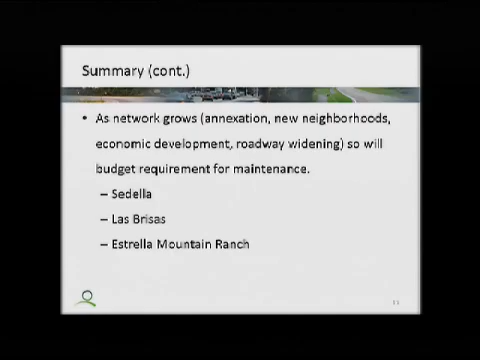 Summary (cont.)
• As network grows (annexation, new neighborhoods,
economic development, roadway widening) so will
budget requirement for maintenance.
– Sedella
– Las Brisas
– Estrella Mountain Ranch